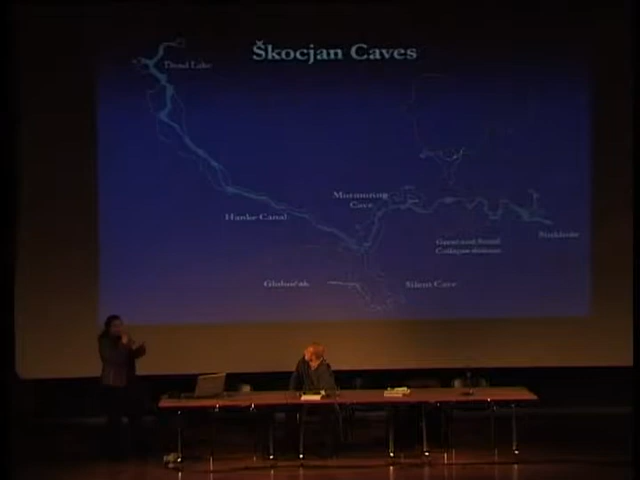 Škocjan Caves
Dead Lake
Murmuring
Cave
Hanke Canal
Great and Small
Collapse dolines
Globočak
Silent Cave